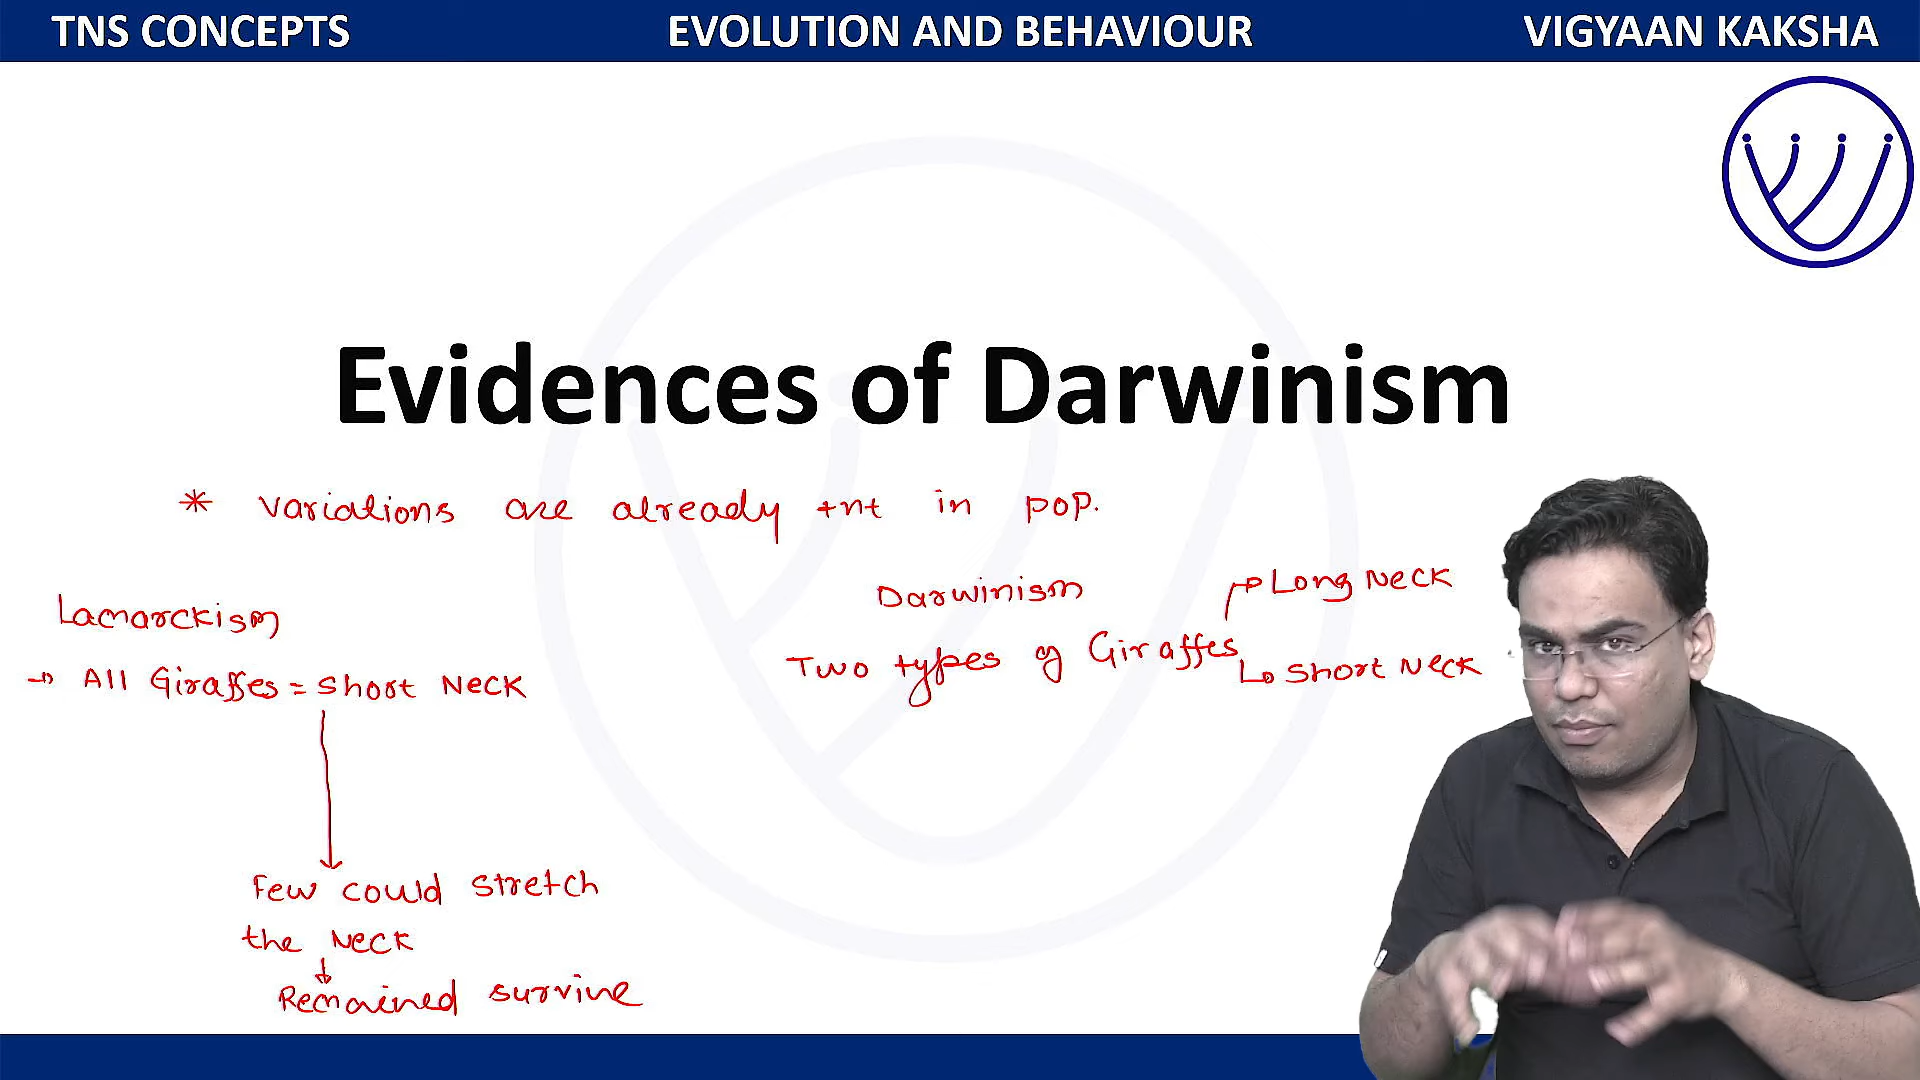 TNS CONCEPTS EVOLUTION AND BEHAVIOUR VIGYAAN KAKSHA
Evidences of Darwinism
* Variations are already +nt in pop.
Lamarckism
→ All Giraffes = Short Neck
Few could stretch
the Neck
Remained survive
Darwinism
Two types of Giraffes
Long Neck
Short Neck